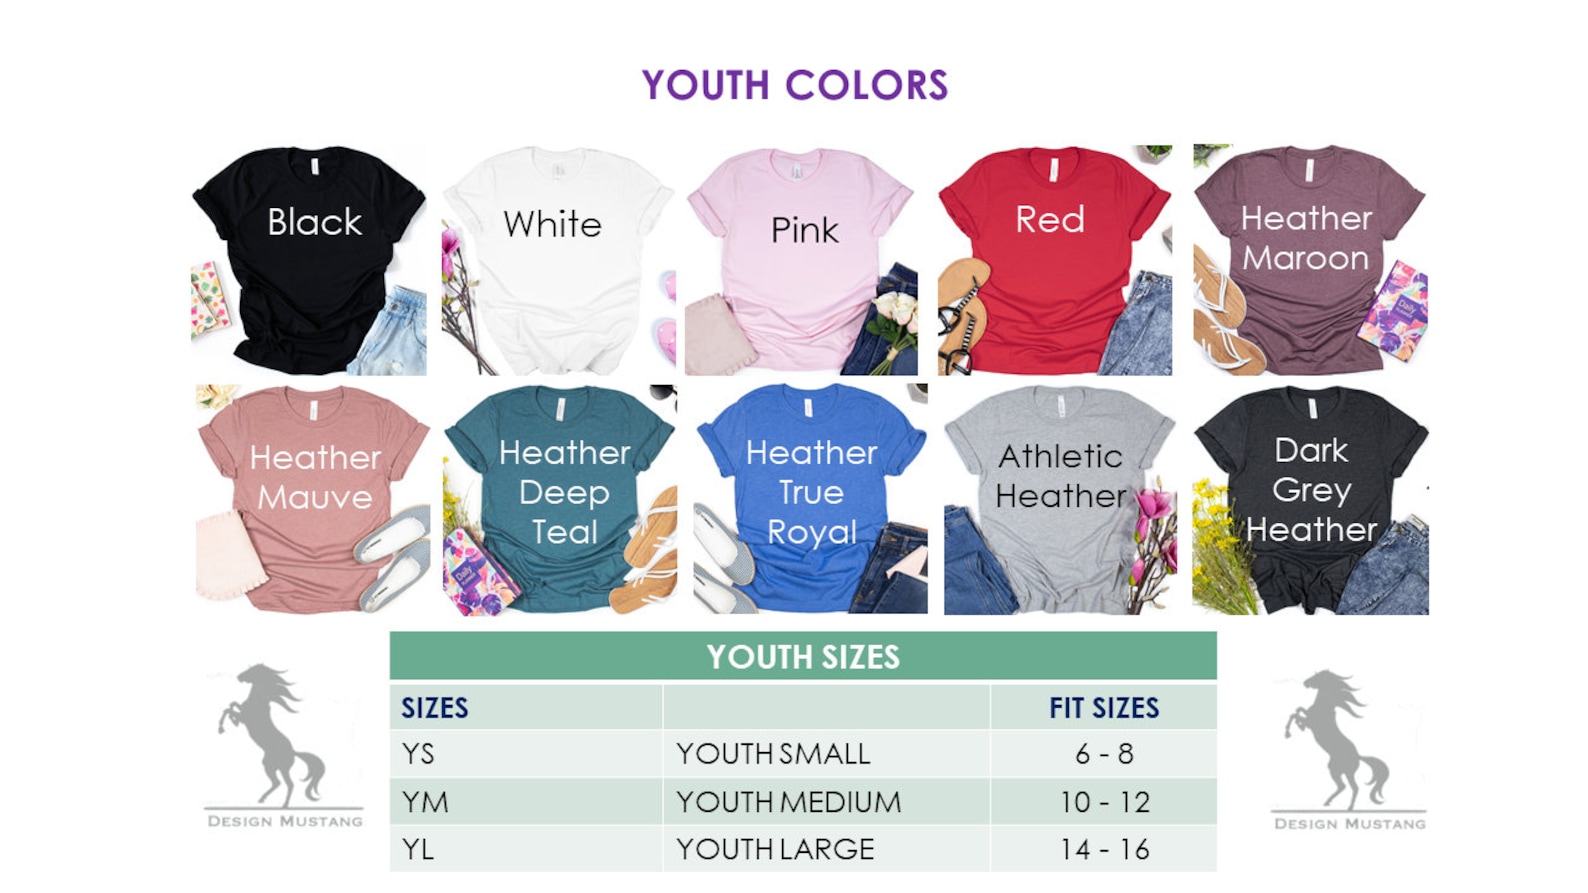 YOUTH COLORS
Black
White
Pink
Red
Heather
Maroon
Heather
Mauve
Heather
Deep
Teal
Heather
True
Royal
Athletic
Heather
Dark
Grey
Heather
Daily
Daily
YOUTH SIZES
SIZES FIT SIZES
YS YOUTH SMALL 6 - 8
YM YOUTH MEDIUM 10 - 12
YL YOUTH LARGE 14 - 16
DESIGN MUSTANG
DESIGN MUSTANG